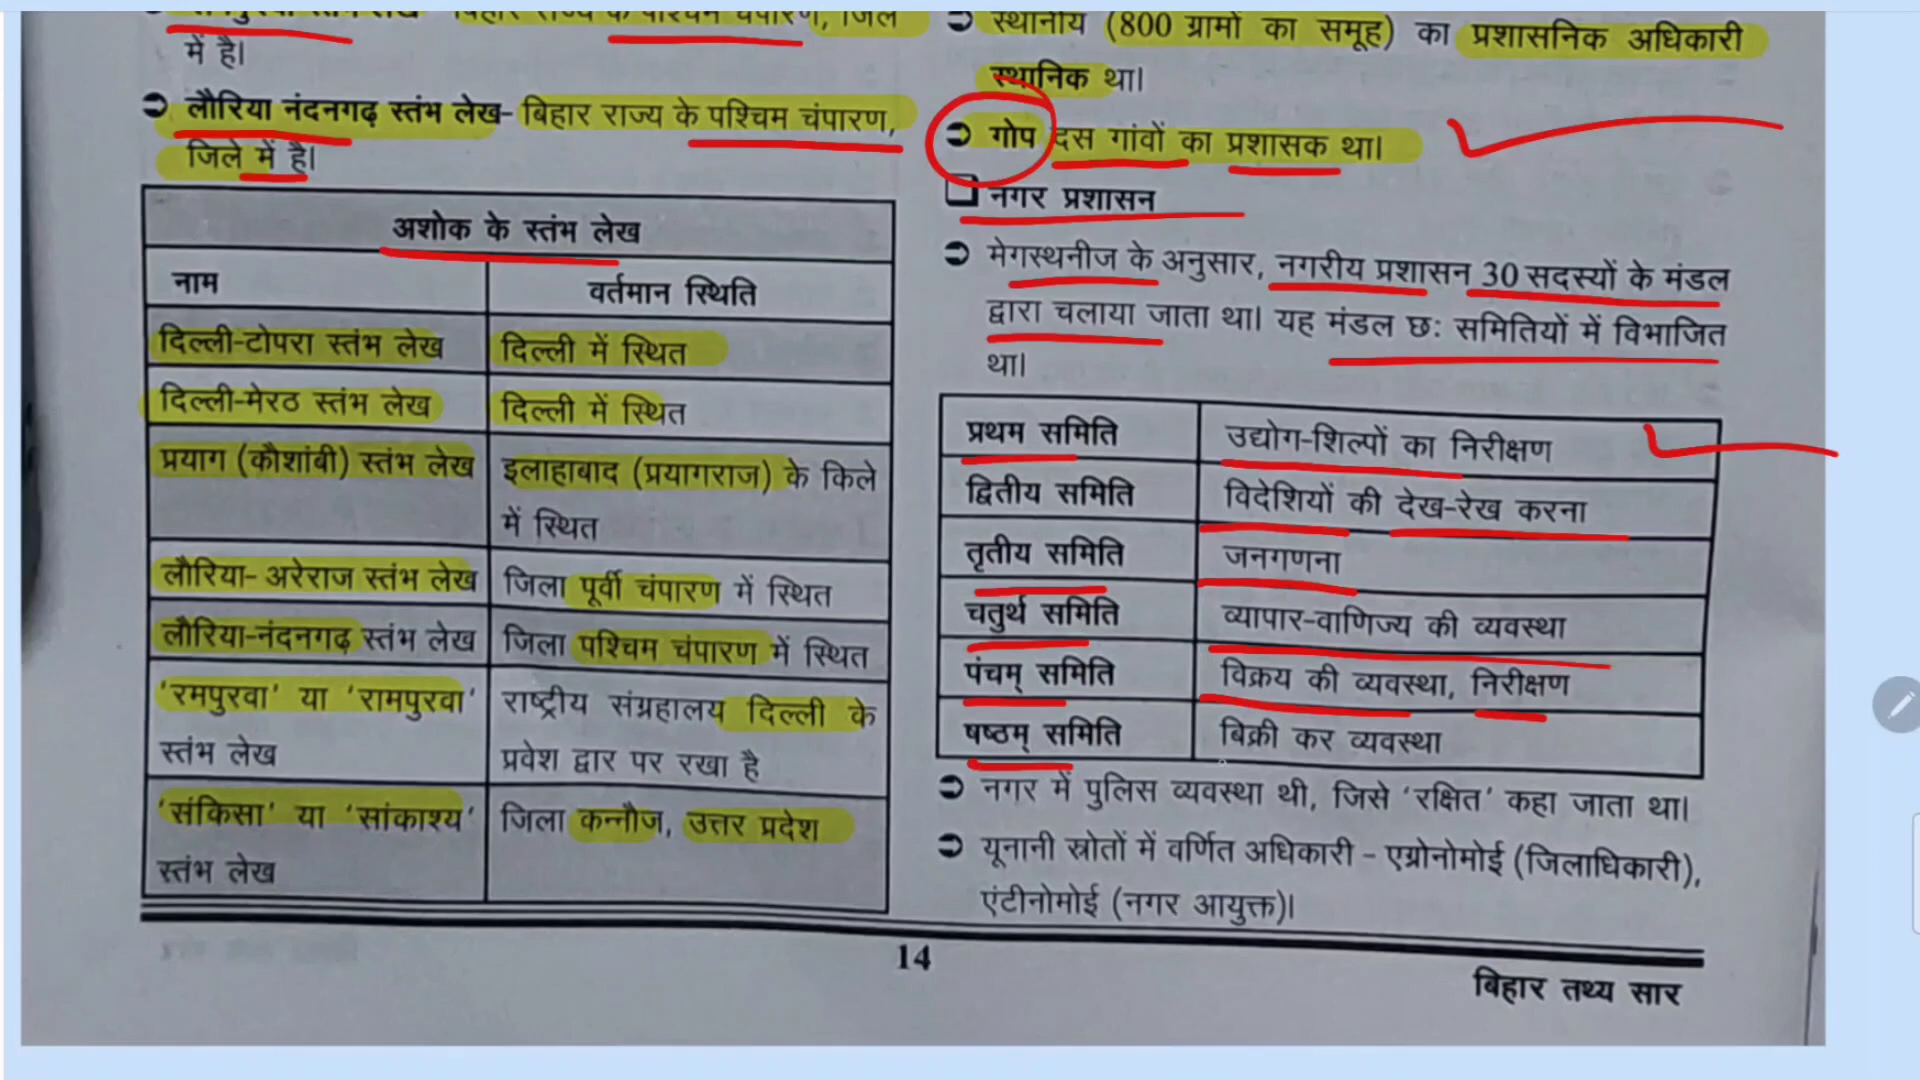 बिहार राज्य के पश्चिम चंपारण, जिले
में है।
➲ लौरिया नंदनगढ़ स्तंभ लेख- बिहार राज्य के पश्चिम चंपारण,
जिले में है।
अशोक के स्तंभ लेख
नाम वर्तमान स्थिति
दिल्ली-टोपरा स्तंभ लेख दिल्ली में स्थित
दिल्ली-मेरठ स्तंभ लेख दिल्ली में स्थित
प्रयाग (कौशांबी) स्तंभ लेख इलाहाबाद (प्रयागराज) के किले
में स्थित
लौरिया- अरेराज स्तंभ लेख जिला पूर्वी चंपारण में स्थित
लौरिया-नंदनगढ़ स्तंभ लेख जिला पश्चिम चंपारण में स्थित
'रमपुरवा' या 'रामपुरवा' राष्ट्रीय संग्रहालय दिल्ली के
स्तंभ लेख प्रवेश द्वार पर रखा है
'संकिसा' या 'सांकाश्य' जिला कन्नौज, उत्तर प्रदेश
स्तंभ लेख
➲ स्थानीय (800 ग्रामों का समूह) का प्रशासनिक अधिकारी
स्थानिक था।
➲ गोप दस गांवों का प्रशासक था।
❑ नगर प्रशासन
➲ मेगस्थनीज के अनुसार, नगरीय प्रशासन 30 सदस्यों के मंडल
द्वारा चलाया जाता था। यह मंडल छः समितियों में विभाजित
था।
प्रथम समिति उद्योग-शिल्पों का निरीक्षण
द्वितीय समिति विदेशियों की देख-रेख करना
तृतीय समिति जनगणना
चतुर्थ समिति व्यापार-वाणिज्य की व्यवस्था
पंचम् समिति विक्रय की व्यवस्था, निरीक्षण
षष्ठम् समिति बिक्री कर व्यवस्था
➲ नगर में पुलिस व्यवस्था थी, जिसे 'रक्षित' कहा जाता था।
➲ यूनानी स्रोतों में वर्णित अधिकारी - एग्रोनोमोई (जिलाधिकारी),
एंटीनोमोई (नगर आयुक्त)।
14
बिहार तथ्य सार